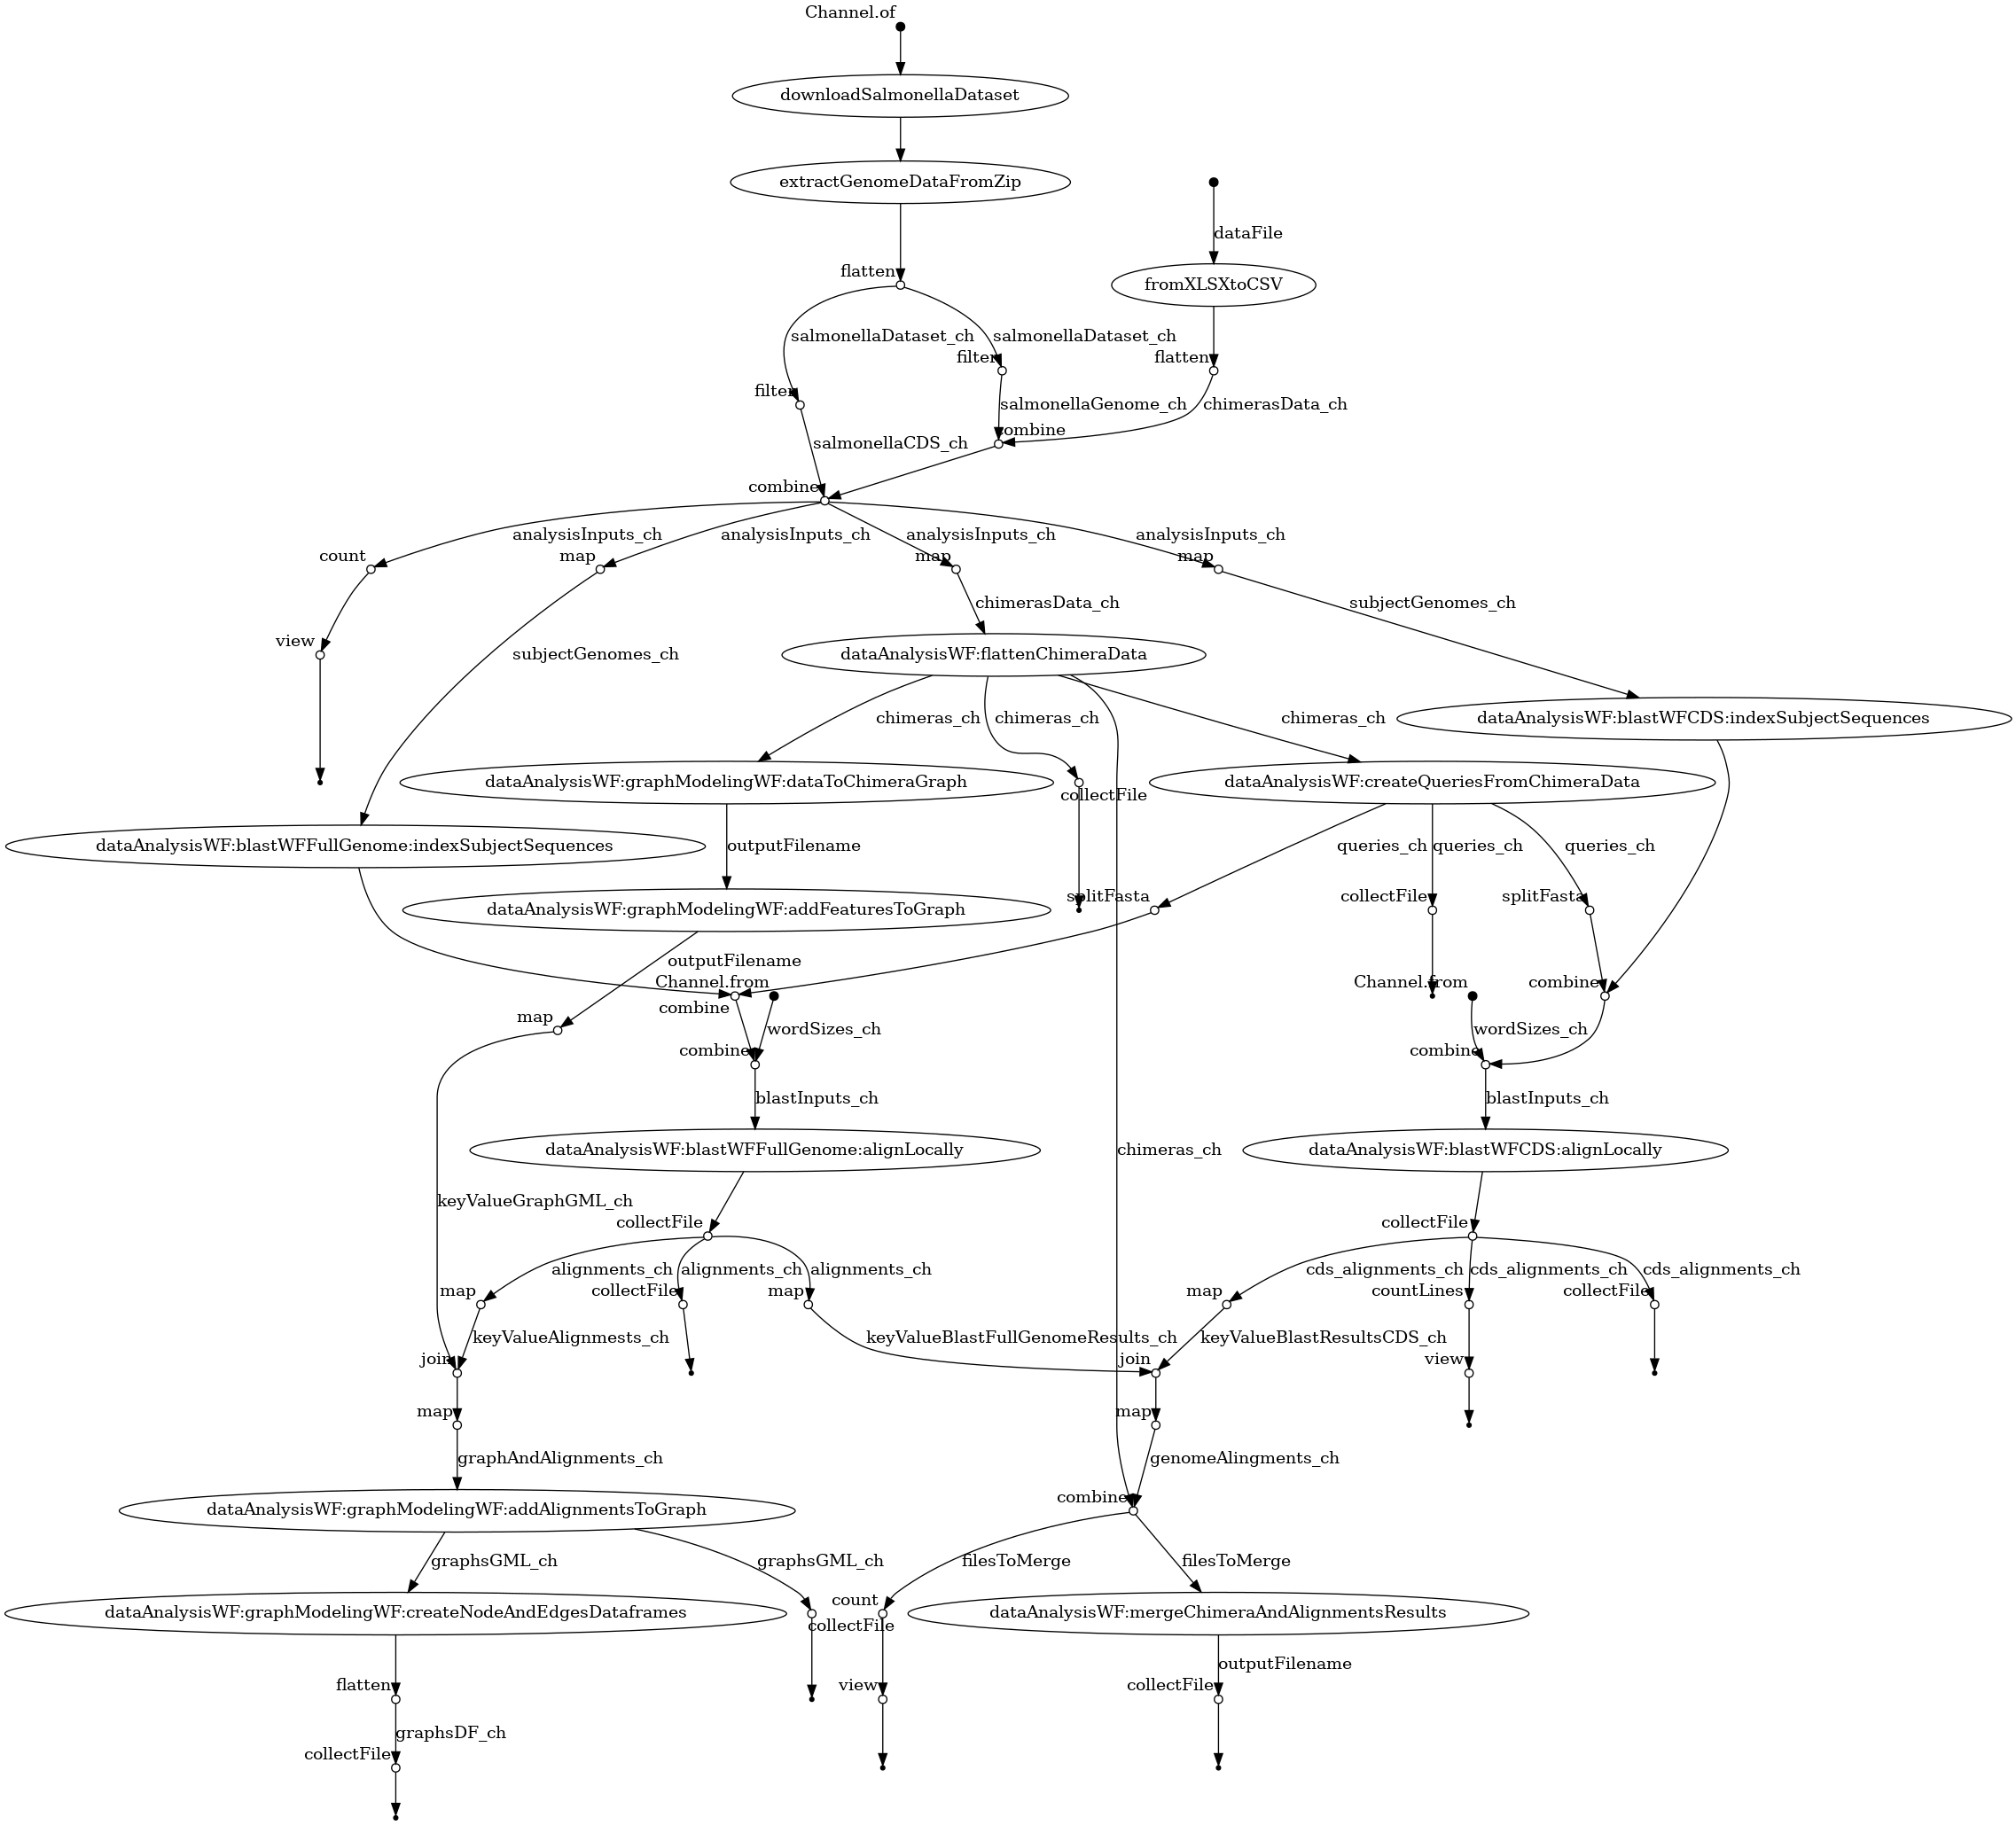 Channel.of
downloadSalmonellaDataset
extractGenomeDataFromZip
dataFile
flatten
fromXLSXtoCSV
salmonellaDataset_ch
salmonellaDataset_ch
filter
flatten
filter
salmonellaGenome_ch
chimerasData_ch
combine
salmonellaCDS_ch
combine
analysisInputs_ch
analysisInputs_ch
analysisInputs_ch
analysisInputs_ch
count
map
map
map
chimerasData_ch
subjectGenomes_ch
view
subjectGenomes_ch
dataAnalysisWF:flattenChimeraData
chimeras_ch
chimeras_ch
chimeras_ch
dataAnalysisWF:blastWFCDS:indexSubjectSequences
dataAnalysisWF:graphModelingWF:dataToChimeraGraph
collectFile
dataAnalysisWF:createQueriesFromChimeraData
dataAnalysisWF:blastWFFullGenome:indexSubjectSequences
outputFilename
queries_ch
queries_ch
queries_ch
splitFasta
collectFile
splitFasta
dataAnalysisWF:graphModelingWF:addFeaturesToGraph
outputFilename
Channel.from
Channel.from
combine
combine
map
wordSizes_ch
wordSizes_ch
combine
combine
blastInputs_ch
blastInputs_ch
dataAnalysisWF:blastWFFullGenome:alignLocally
chimeras_ch
dataAnalysisWF:blastWFCDS:alignLocally
keyValueGraphGML_ch
collectFile
collectFile
alignments_ch
alignments_ch
alignments_ch
cds_alignments_ch
cds_alignments_ch
cds_alignments_ch
map
collectFile
map
map
countLines
collectFile
keyValueAlignmests_ch
keyValueBlastFullGenomeResults_ch
keyValueBlastResultsCDS_ch
join
join
view
map
map
graphAndAlignments_ch
genomeAlingments_ch
combine
dataAnalysisWF:graphModelingWF:addAlignmentsToGraph
graphsGML_ch
graphsGML_ch
filesToMerge
filesToMerge
count
dataAnalysisWF:graphModelingWF:createNodeAndEdgesDataframes
collectFile
dataAnalysisWF:mergeChimeraAndAlignmentsResults
outputFilename
flatten
view
collectFile
graphsDF_ch
collectFile